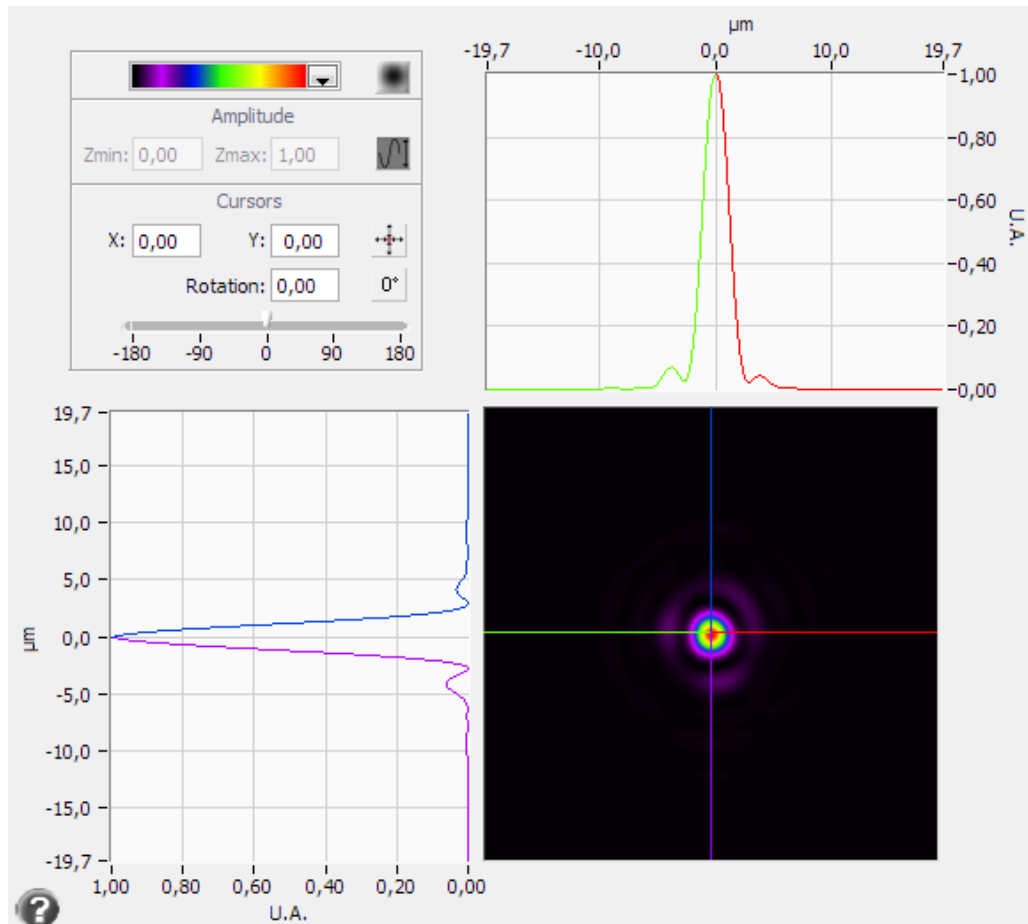 µm
-19,7 -10,0 0,0 10,0 19,7
Amplitude
Zmin: 0,00 Zmax: 1,00
Cursors
X: 0,00 Y: 0,00
Rotation: 0,00 0°
-180 -90 0 90 180
1,00
0,80
0,60
0,40
0,20
0,00
U.A.
19,7
15,0
10,0
5,0
0,0
-5,0
-10,0
-15,0
-19,7
µm
1,00 0,80 0,60 0,40 0,20 0,00
U.A.
?